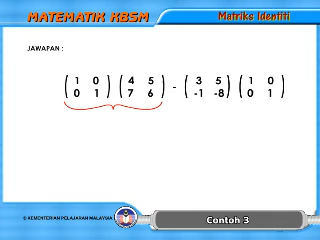 MATEMATIK KBSM
Matriks Identiti
JAWAPAN :
( 1 0 ) ( 4 5 ) - ( 3 5 ) ( 1 0 )
( 0 1 ) ( 7 6 ) ( -1 -8 ) ( 0 1 )
© KEMENTERIAN PELAJARAN MALAYSIA
Contoh 3